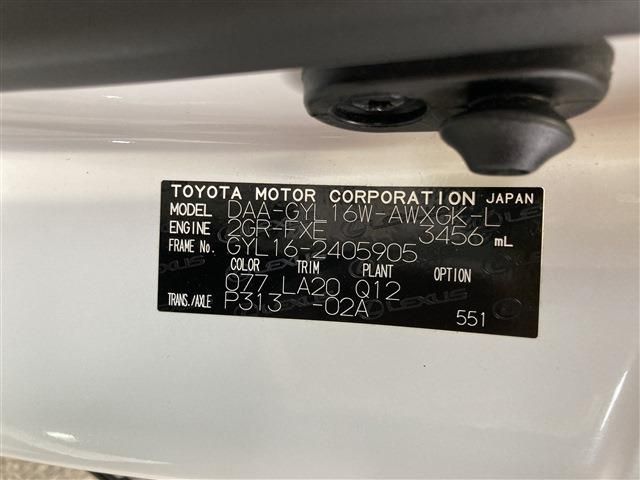 TOYOTA MOTOR CORPORATION JAPAN
MODEL DAA-GYL16W-AWXGK-L
ENGINE 2GR-FXE 3456 mL
FRAME No. GYL16-2405905
COLOR TRIM PLANT OPTION
077 LA20 Q12
TRANS./AXLE P313 -02A
551
LEXUS